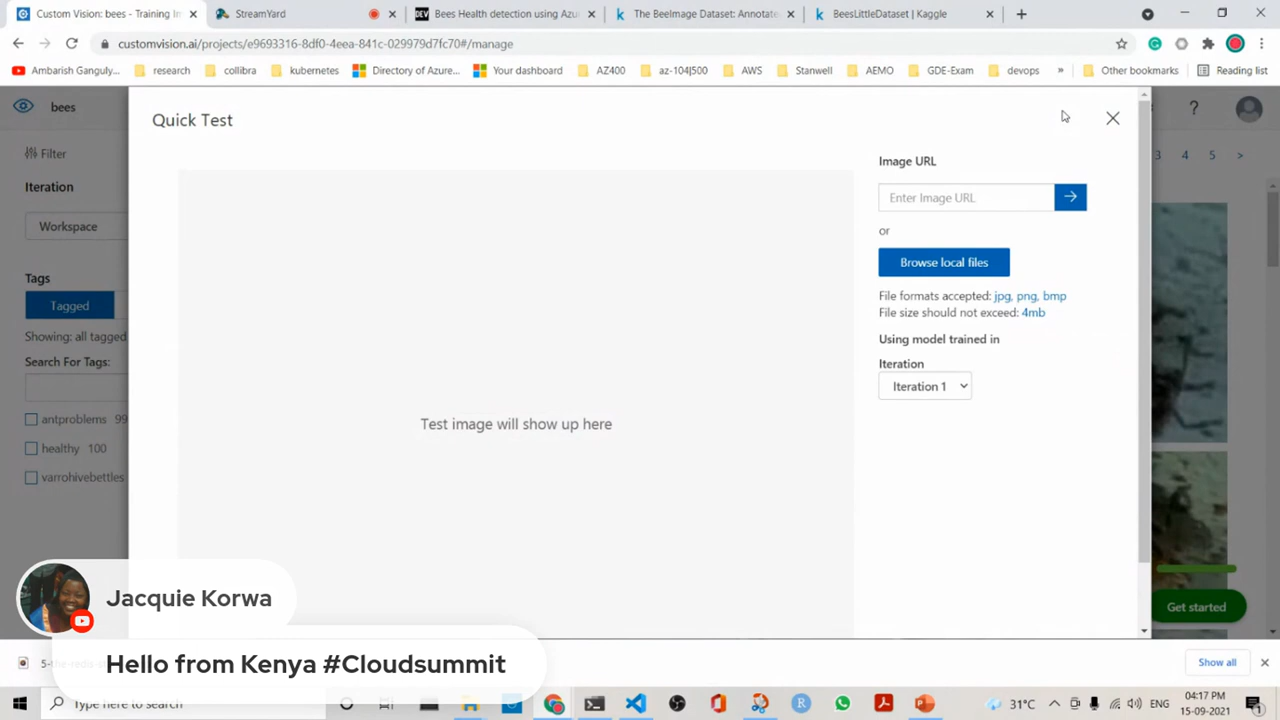 Custom Vision: bees - Training In
StreamYard
Bees Health detection using Azu
The BeeImage Dataset: Annotate
BeesLittleDataset | Kaggle
customvision.ai/projects/e9693316-8df0-4eea-841c-029979d7fc70#/manage
Ambarish Ganguly...
research
collibra
kubernetes
Directory of Azure...
Your dashboard
AZ400
az-104|500
AWS
Stanwell
AEMO
GDE-Exam
devops
»
Other bookmarks
Reading list
bees
Quick Test
?
Filter
Iteration
Workspace
Tags
Tagged
Showing: all tagged
Search For Tags:
antproblems 99
healthy 100
varrohivebettles
Test image will show up here
Image URL
Enter Image URL
or
Browse local files
File formats accepted: jpg, png, bmp
File size should not exceed: 4mb
Using model trained in
Iteration
Iteration 1
3 4 5 >
Get started
Jacquie Korwa
Hello from Kenya #Cloudsummit
Show all
Type here to search
31°C
ENG
04:17 PM
15-09-2021